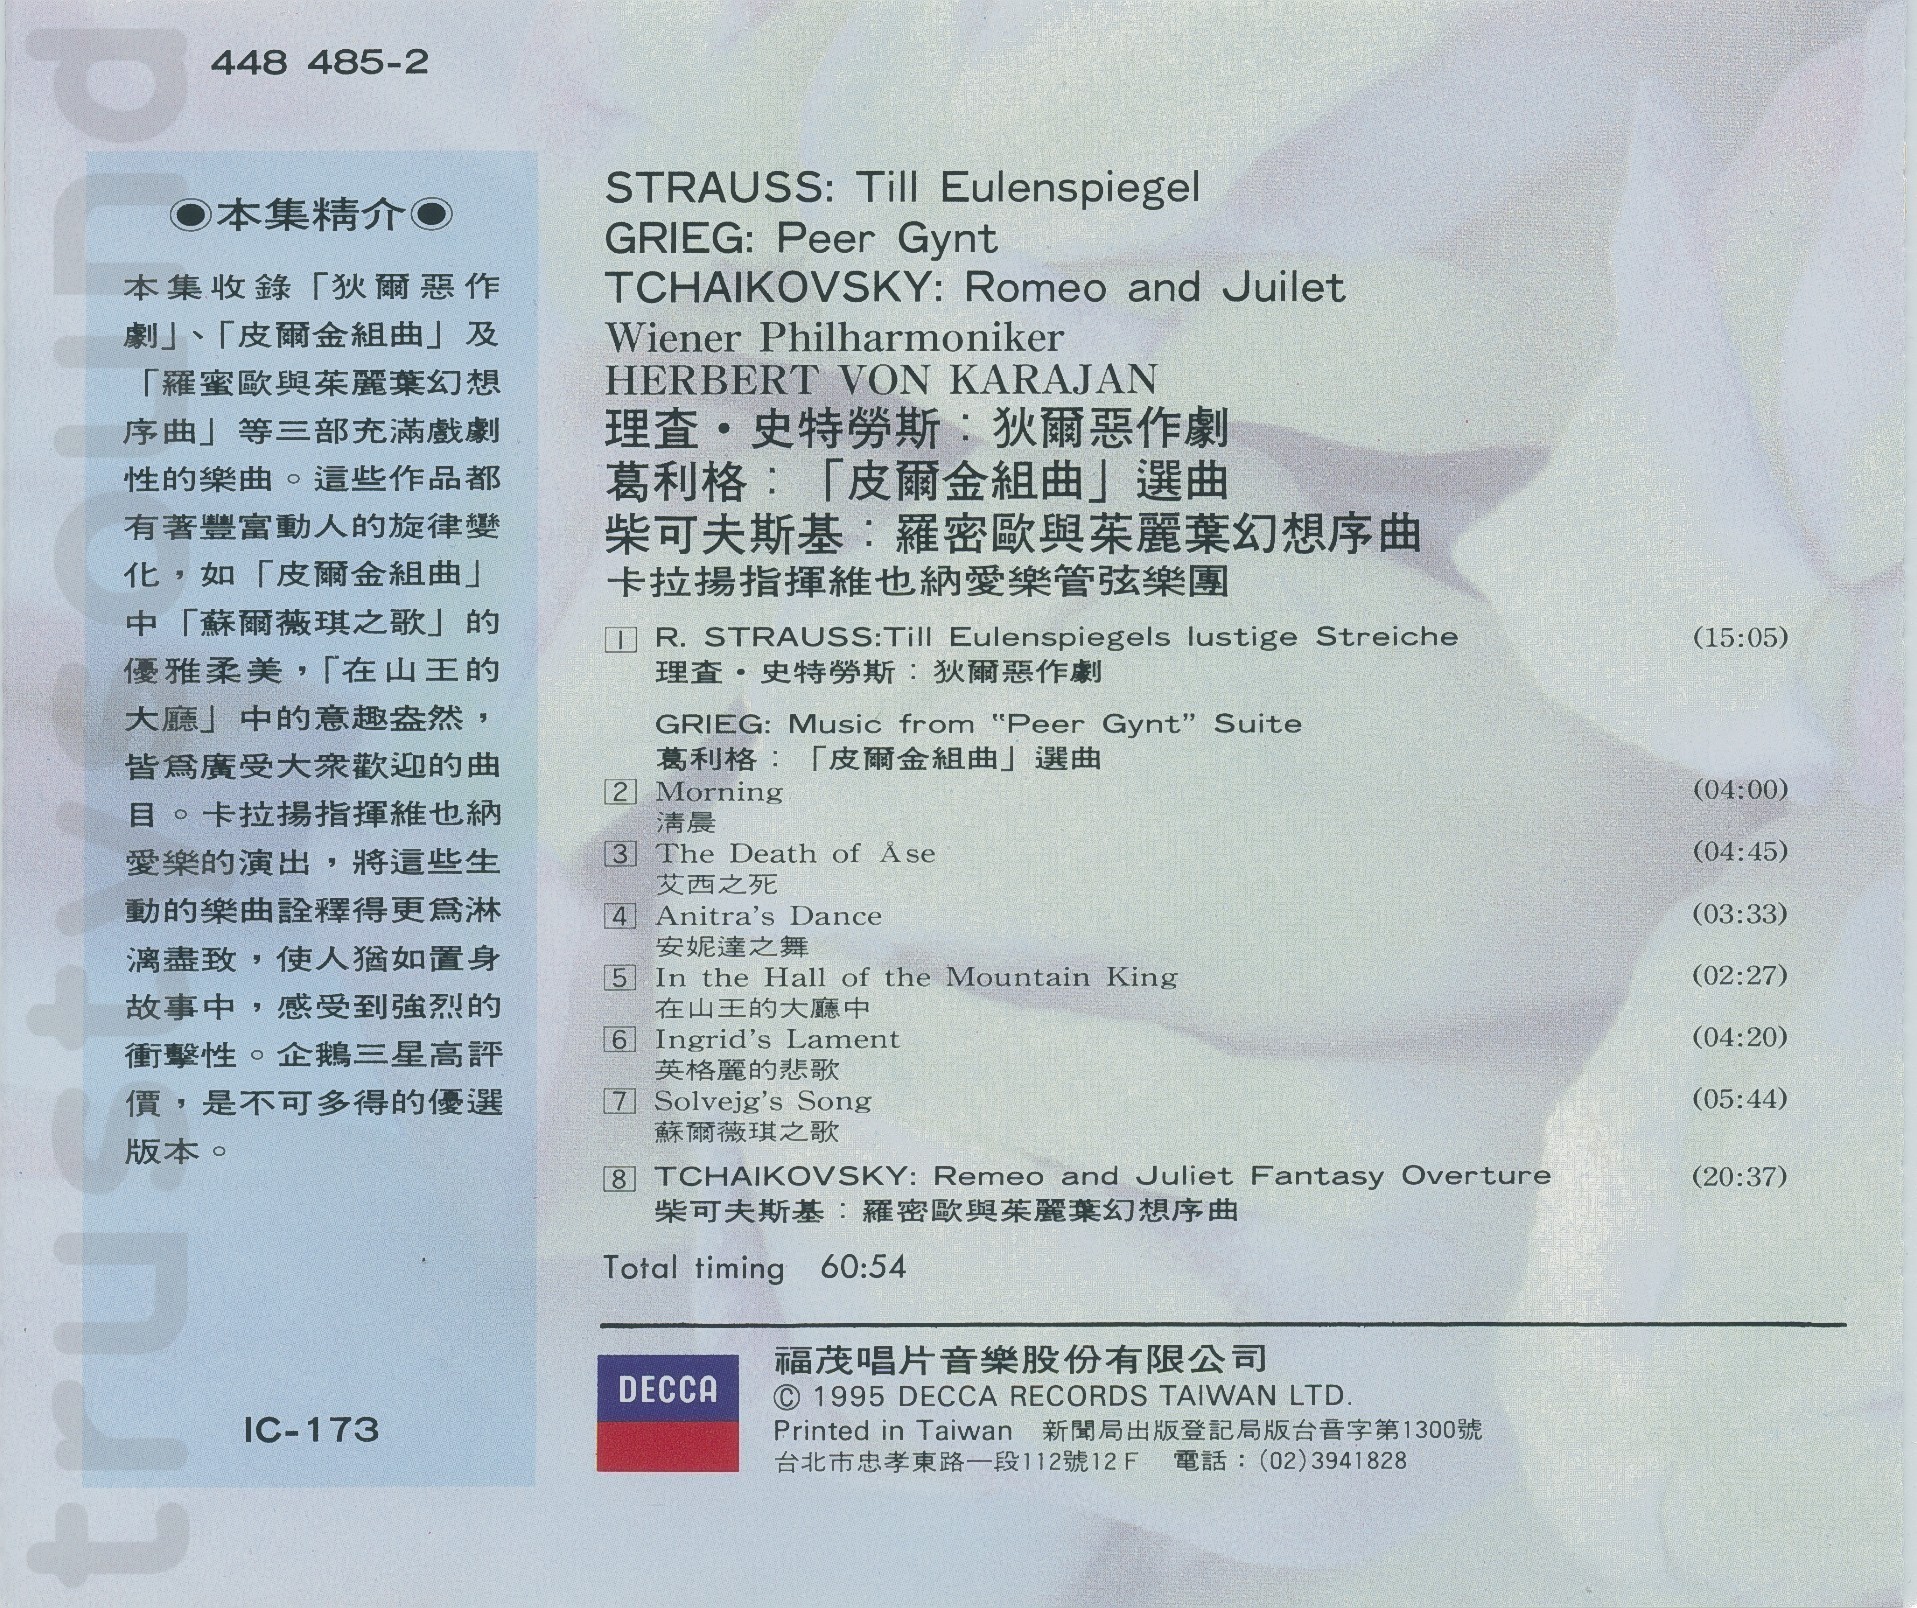 448 485-2
◉本集精介◉
本集收錄「狄爾惡作
劇」、「皮爾金組曲」及
「羅蜜歐與茱麗葉幻想
序曲」等三部充滿戲劇
性的樂曲。這些作品都
有著豐富動人的旋律變
化，如「皮爾金組曲」
中「蘇爾薇琪之歌」的
優雅柔美，「在山王的
大廳」中的意趣盎然，
皆為廣受大衆歡迎的曲
目。卡拉揚指揮維也納
愛樂的演出，將這些生
動的樂曲詮釋得更為淋
漓盡致，使人猶如置身
故事中，感受到強烈的
衝擊性。企鵝三星高評
價，是不可多得的優選
版本。
IC-173
STRAUSS: Till Eulenspiegel
GRIEG: Peer Gynt
TCHAIKOVSKY: Romeo and Juilet
Wiener Philharmoniker
HERBERT VON KARAJAN
理查・史特勞斯：狄爾惡作劇
葛利格：「皮爾金組曲」選曲
柴可夫斯基：羅密歐與茱麗葉幻想序曲
卡拉揚指揮維也納愛樂管弦樂團
1 R. STRAUSS:Till Eulenspiegels lustige Streiche (15:05)
理查・史特勞斯：狄爾惡作劇
GRIEG: Music from “Peer Gynt” Suite
葛利格：「皮爾金組曲」選曲
2 Morning (04:00)
清晨
3 The Death of Åse (04:45)
艾西之死
4 Anitra's Dance (03:33)
安妮達之舞
5 In the Hall of the Mountain King (02:27)
在山王的大廳中
6 Ingrid's Lament (04:20)
英格麗的悲歌
7 Solvejg's Song (05:44)
蘇爾薇琪之歌
8 TCHAIKOVSKY: Remeo and Juliet Fantasy Overture (20:37)
柴可夫斯基：羅密歐與茱麗葉幻想序曲
Total timing 60:54
DECCA
福茂唱片音樂股份有限公司
© 1995 DECCA RECORDS TAIWAN LTD.
Printed in Taiwan 新聞局出版登記局版台音字第1300號
台北市忠孝東路一段112號12F 電話：(02)3941828
trustysound